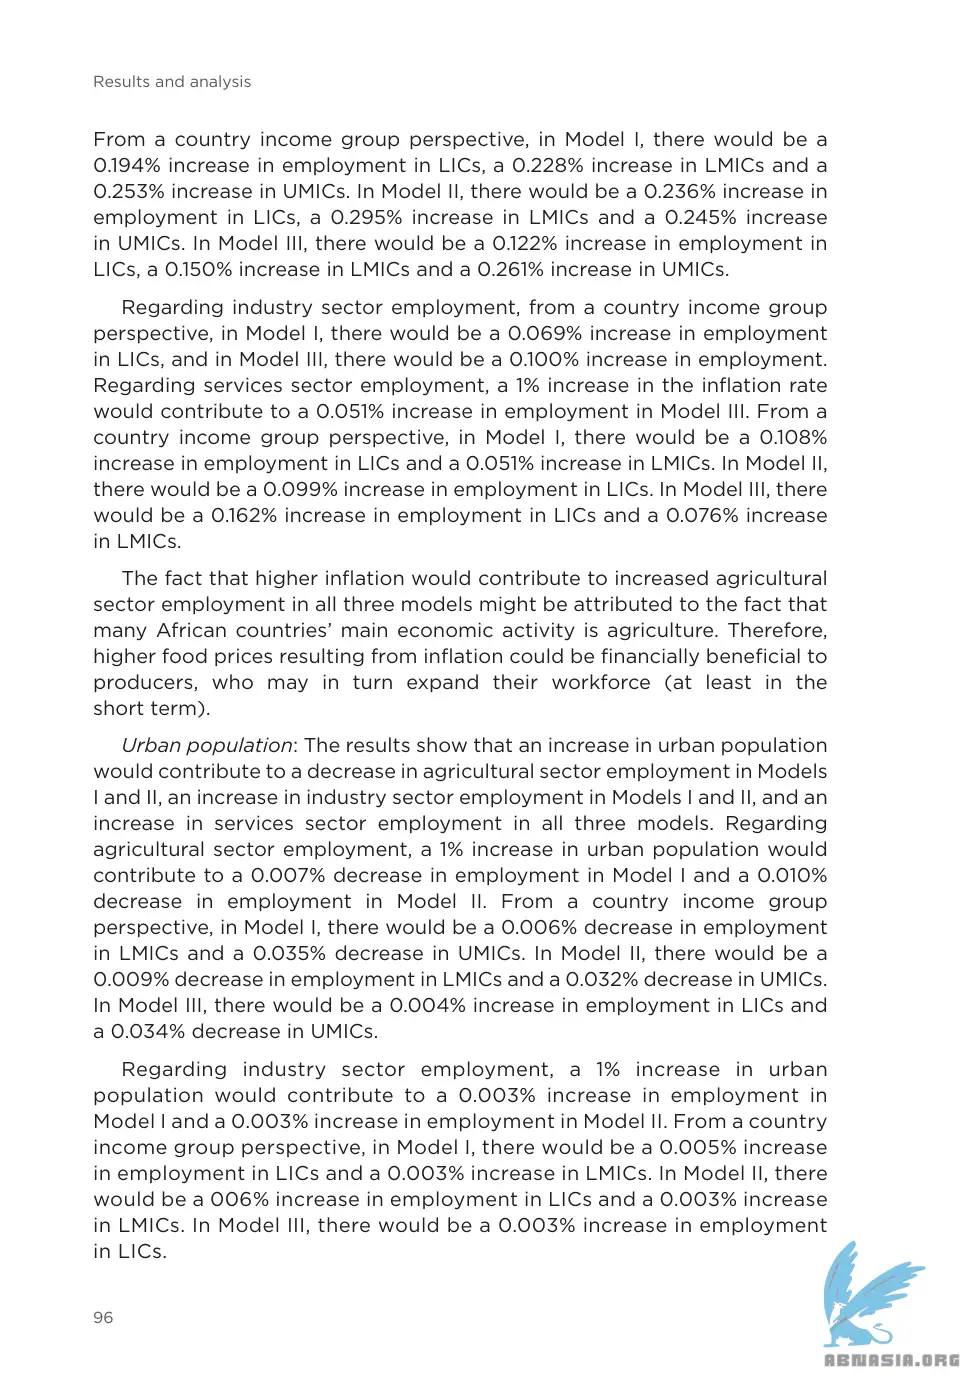 Results and analysis
From a country income group perspective, in Model I, there would be a
0.194% increase in employment in LICs, a 0.228% increase in LMICs and a
0.253% increase in UMICs. In Model II, there would be a 0.236% increase in
employment in LICs, a 0.295% increase in LMICs and a 0.245% increase
in UMICs. In Model III, there would be a 0.122% increase in employment in
LICs, a 0.150% increase in LMICs and a 0.261% increase in UMICs.
Regarding industry sector employment, from a country income group
perspective, in Model I, there would be a 0.069% increase in employment
in LICs, and in Model III, there would be a 0.100% increase in employment.
Regarding services sector employment, a 1% increase in the inflation rate
would contribute to a 0.051% increase in employment in Model III. From a
country income group perspective, in Model I, there would be a 0.108%
increase in employment in LICs and a 0.051% increase in LMICs. In Model II,
there would be a 0.099% increase in employment in LICs. In Model III, there
would be a 0.162% increase in employment in LICs and a 0.076% increase
in LMICs.
The fact that higher inflation would contribute to increased agricultural
sector employment in all three models might be attributed to the fact that
many African countries’ main economic activity is agriculture. Therefore,
higher food prices resulting from inflation could be financially beneficial to
producers, who may in turn expand their workforce (at least in the
short term).
Urban population: The results show that an increase in urban population
would contribute to a decrease in agricultural sector employment in Models
I and II, an increase in industry sector employment in Models I and II, and an
increase in services sector employment in all three models. Regarding
agricultural sector employment, a 1% increase in urban population would
contribute to a 0.007% decrease in employment in Model I and a 0.010%
decrease in employment in Model II. From a country income group
perspective, in Model I, there would be a 0.006% decrease in employment
in LMICs and a 0.035% decrease in UMICs. In Model II, there would be a
0.009% decrease in employment in LMICs and a 0.032% decrease in UMICs.
In Model III, there would be a 0.004% increase in employment in LICs and
a 0.034% decrease in UMICs.
Regarding industry sector employment, a 1% increase in urban
population would contribute to a 0.003% increase in employment in
Model I and a 0.003% increase in employment in Model II. From a country
income group perspective, in Model I, there would be a 0.005% increase
in employment in LICs and a 0.003% increase in LMICs. In Model II, there
would be a 006% increase in employment in LICs and a 0.003% increase
in LMICs. In Model III, there would be a 0.003% increase in employment
in LICs.
96
ABNASIA.ORG